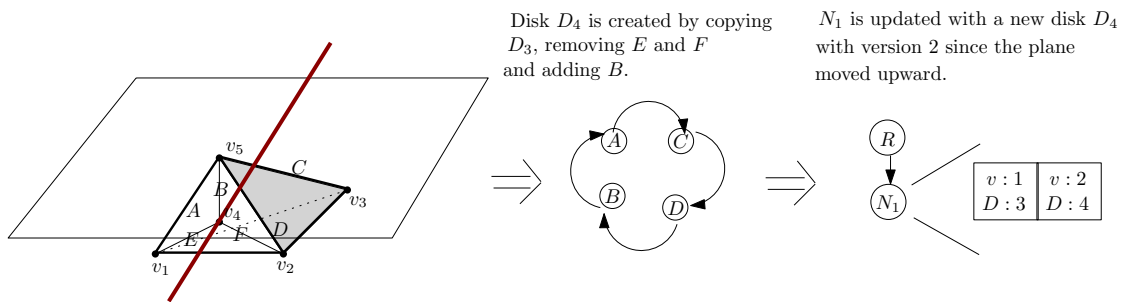 Disk D₄ is created by copying
D₃, removing E and F
and adding B.
N₁ is updated with a new disk D₄
with version 2 since the plane
moved upward.
v₅
C
B
v₃
A
v₄
D
E
F
v₁
v₂
A
C
B
D
R
N₁
v : 1 v : 2
D : 3 D : 4